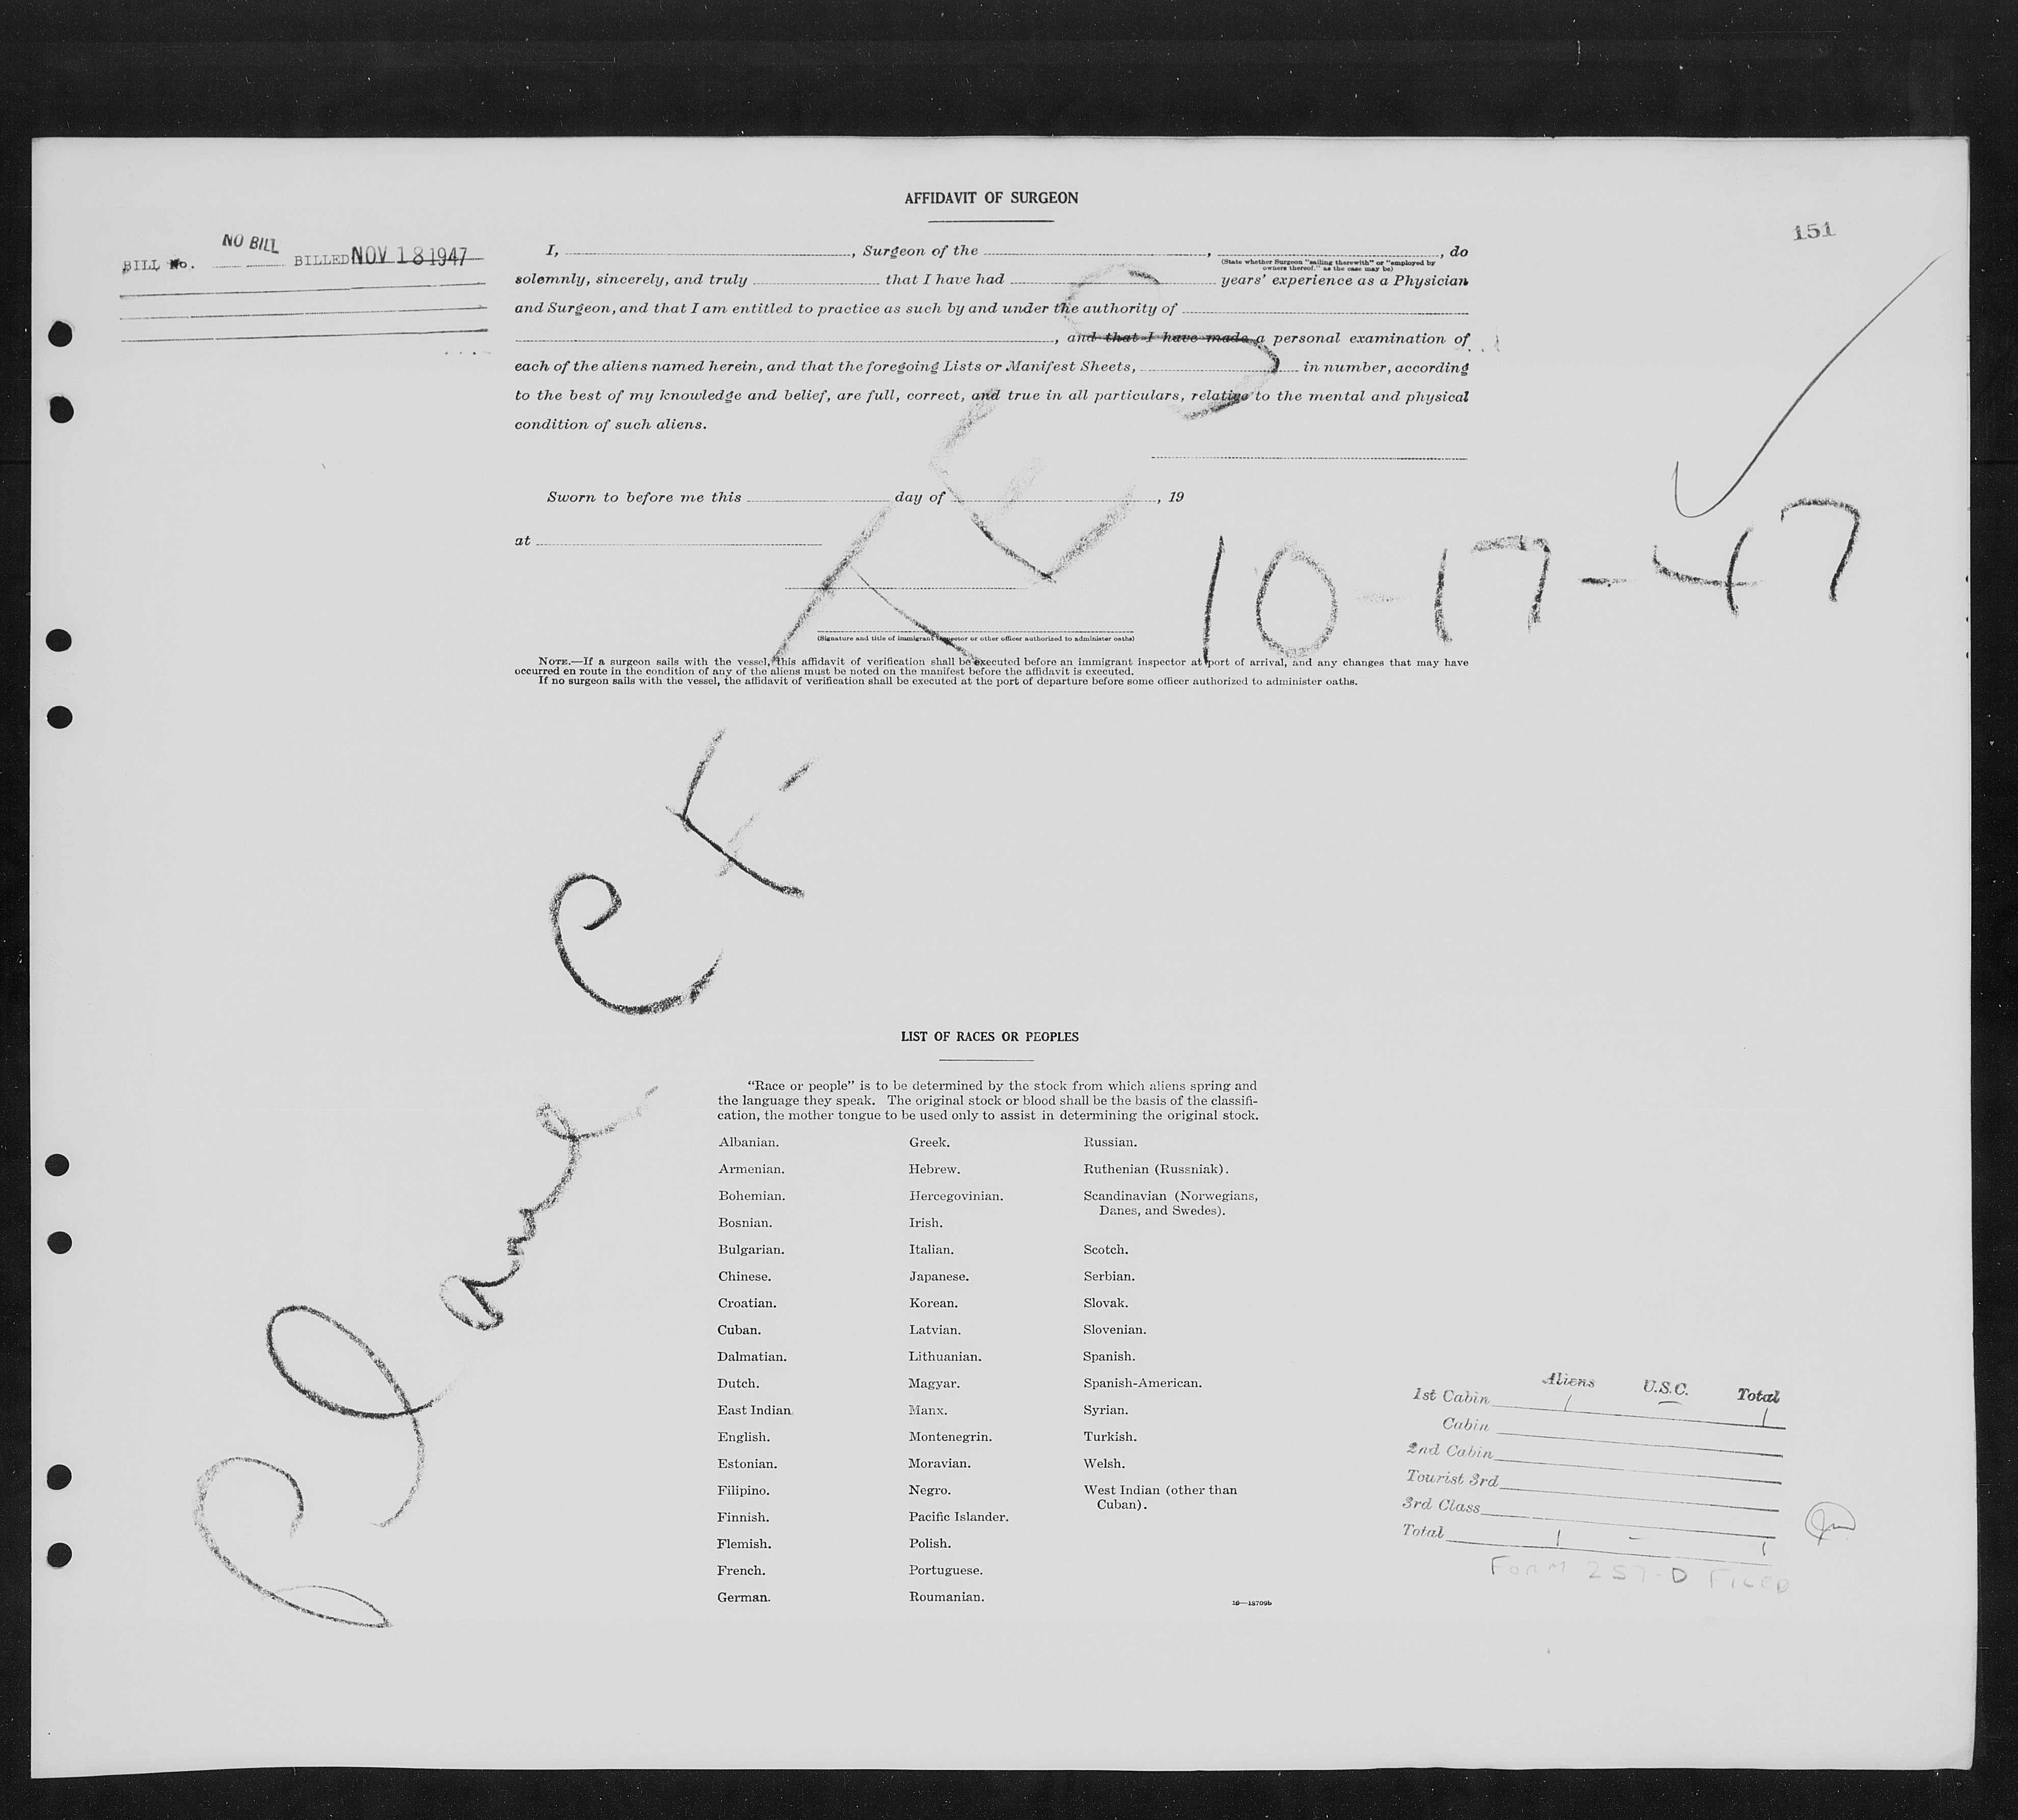 AFFIDAVIT OF SURGEON
151
NO BILL
BILL No. BILLED NOV 18 1947
I, , Surgeon of the , , do
(State whether Surgeon "sailing therewith" or "employed by
owners thereof," as the case may be)
solemnly, sincerely, and truly that I have had years' experience as a Physician
and Surgeon, and that I am entitled to practice as such by and under the authority of
, and that I have made a personal examination of
each of the aliens named herein, and that the foregoing Lists or Manifest Sheets, in number, according
to the best of my knowledge and belief, are full, correct, and true in all particulars, relative to the mental and physical
condition of such aliens.
Sworn to before me this day of , 19
at
10-17-47
(Signature and title of immigrant inspector or other officer authorized to administer oaths)
NOTE.—If a surgeon sails with the vessel, this affidavit of verification shall be executed before an immigrant inspector at port of arrival, and any changes that may have
occurred en route in the condition of any of the aliens must be noted on the manifest before the affidavit is executed.
If no surgeon sails with the vessel, the affidavit of verification shall be executed at the port of departure before some officer authorized to administer oaths.
Plane
LIST OF RACES OR PEOPLES
"Race or people" is to be determined by the stock from which aliens spring and
the language they speak. The original stock or blood shall be the basis of the classifi-
cation, the mother tongue to be used only to assist in determining the original stock.
Albanian.
Armenian.
Bohemian.
Bosnian.
Bulgarian.
Chinese.
Croatian.
Cuban.
Dalmatian.
Dutch.
East Indian
English.
Estonian.
Filipino.
Finnish.
Flemish.
French.
German.
Greek.
Hebrew.
Hercegovinian.
Irish.
Italian.
Japanese.
Korean.
Latvian.
Lithuanian.
Magyar.
Manx.
Montenegrin.
Moravian.
Negro.
Pacific Islander.
Polish.
Portuguese.
Roumanian.
Russian.
Ruthenian (Russniak).
Scandinavian (Norwegians,
Danes, and Swedes).
Scotch.
Serbian.
Slovak.
Slovenian.
Spanish.
Spanish-American.
Syrian.
Turkish.
Welsh.
West Indian (other than
Cuban).
16—18709b
Aliens U.S.C. Total
1st Cabin 1 — 1
Cabin
2nd Cabin
Tourist 3rd
3rd Class
Total 1 - 1
FORM 257-D FILED